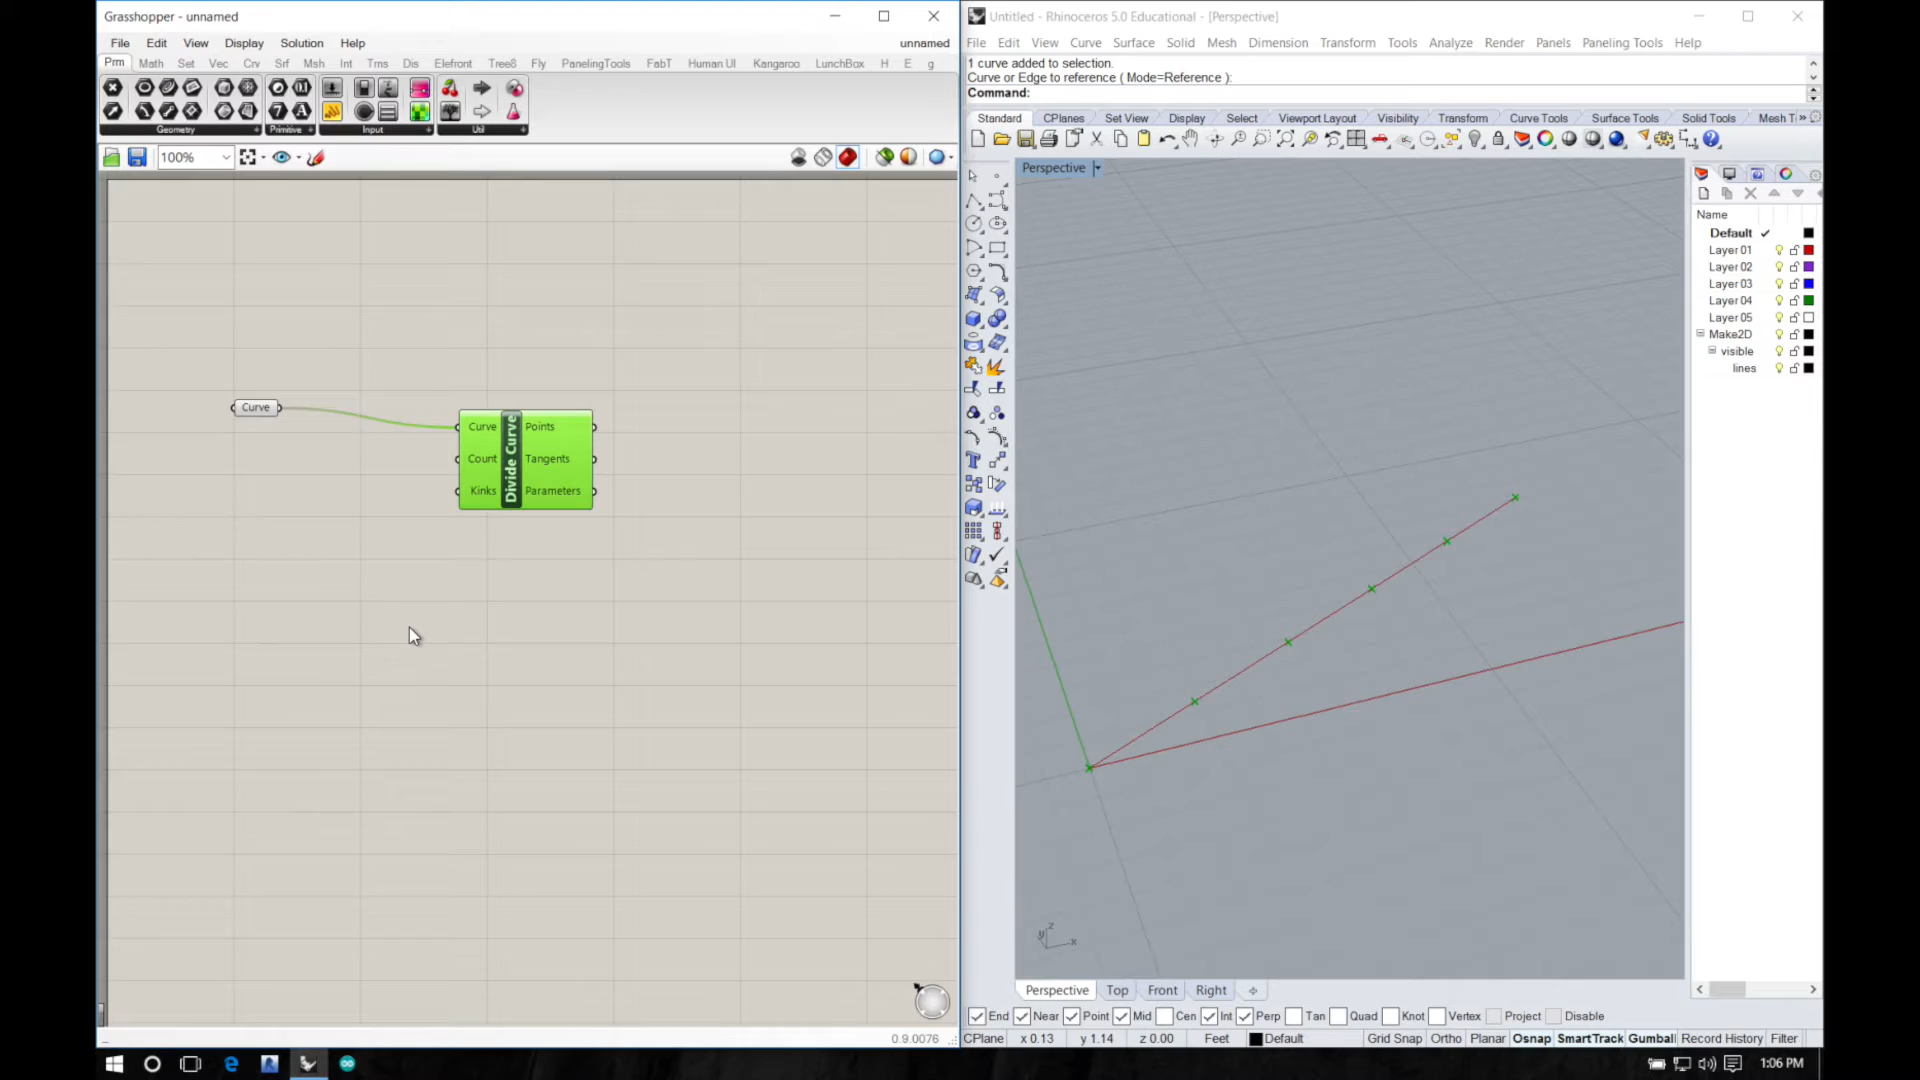 Grasshopper - unnamed
File Edit View Display Solution Help
unnamed
Prm Math Set Vec Crv Srf Msh Int Trns Dis Elefront Tree8 Fly PanelingTools FabT Human UI Kangaroo LunchBox H E g
Geometry Primitive Input Util
100%
Curve
Curve
Count
Kinks
Divide Curve
Points
Tangents
Parameters
0.9.0076
Untitled - Rhinoceros 5.0 Educational - [Perspective]
File Edit View Curve Surface Solid Mesh Dimension Transform Tools Analyze Render Panels Paneling Tools Help
1 curve added to selection.
Curve or Edge to reference ( Mode=Reference ):
Command:
Standard CPlanes Set View Display Select Viewport Layout Visibility Transform Curve Tools Surface Tools Solid Tools Mesh T
Perspective
Name
Default
Layer 01
Layer 02
Layer 03
Layer 04
Layer 05
Make2D
visible
lines
z
y
x
Perspective Top Front Right
End Near Point Mid Cen Int Perp Tan Quad Knot Vertex Project Disable
CPlane x 0.13 y 1.14 z 0.00 Feet Default Grid Snap Ortho Planar Osnap SmartTrack Gumbal Record History Filter
1:06 PM